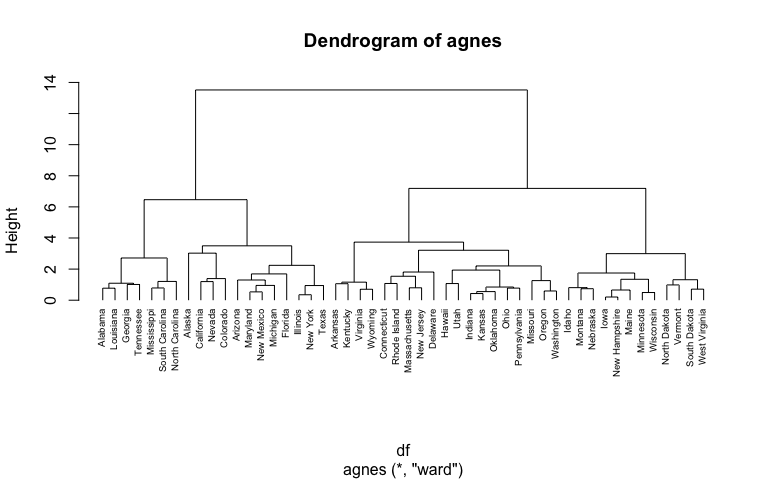 Dendrogram of agnes
14
10
8
6
4
2
0
Height
Alabama
Louisiana
Georgia
Tennessee
Mississippi
South Carolina
North Carolina
Alaska
California
Nevada
Colorado
Arizona
Maryland
New Mexico
Michigan
Florida
Illinois
New York
Texas
Arkansas
Kentucky
Virginia
Wyoming
Connecticut
Rhode Island
Massachusetts
New Jersey
Delaware
Hawaii
Utah
Indiana
Kansas
Oklahoma
Ohio
Pennsylvania
Missouri
Oregon
Washington
Idaho
Montana
Nebraska
Iowa
New Hampshire
Maine
Minnesota
Wisconsin
North Dakota
Vermont
South Dakota
West Virginia
df
agnes (*, "ward")